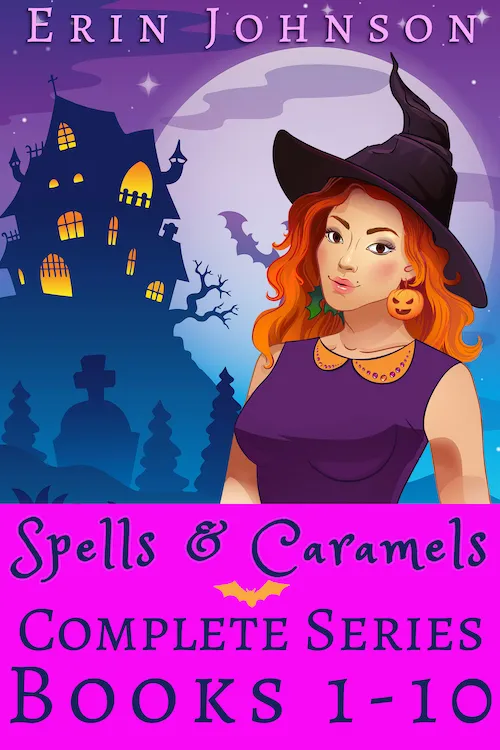 Erin Johnson
Spells & Caramels
Complete Series
Books 1-10